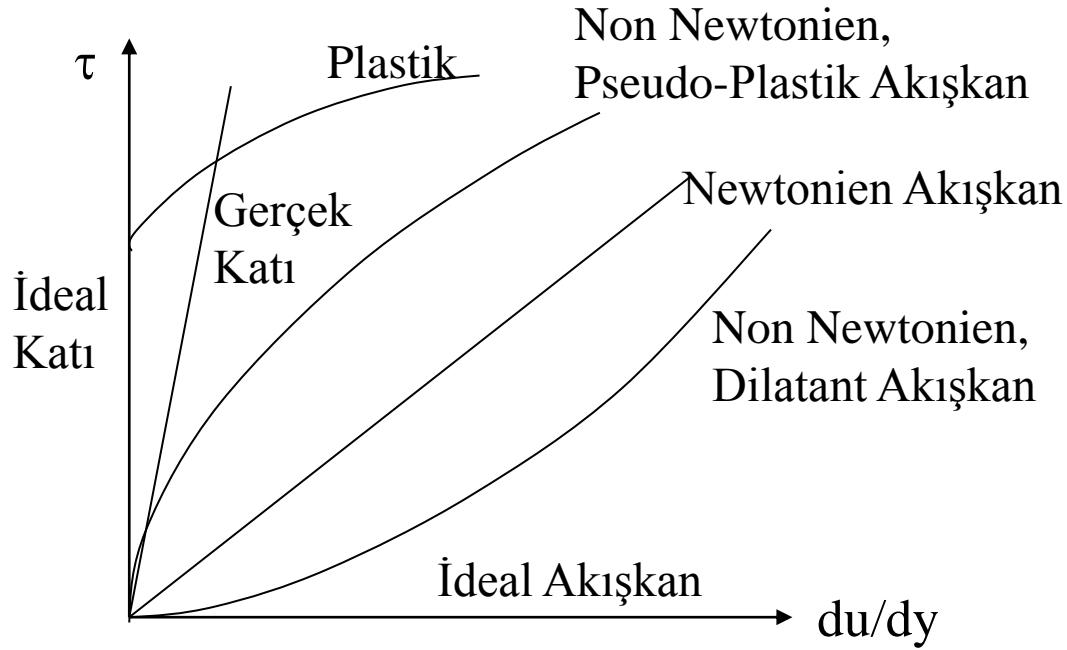 τ
Plastik
Non Newtonien,
Pseudo-Plastik Akışkan
Gerçek
Katı
Newtonien Akışkan
İdeal
Katı
Non Newtonien,
Dilatant Akışkan
İdeal Akışkan
du/dy